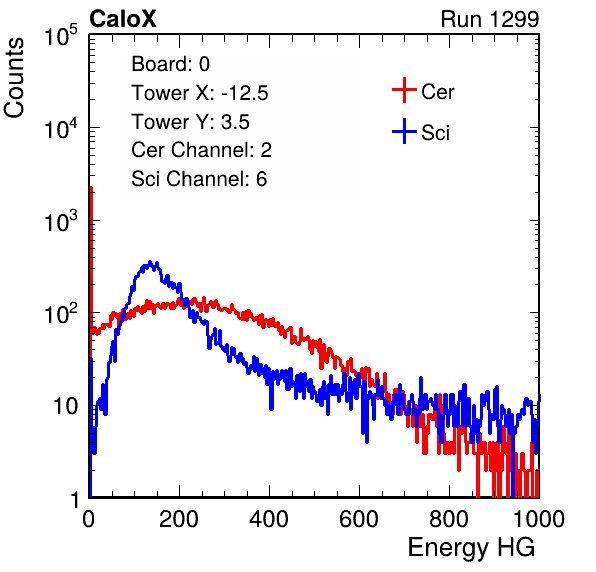 CaloX Run 1299
Counts
10^5
10^4
10^3
10^2
10
1
Board: 0
Tower X: -12.5
Tower Y: 3.5
Cer Channel: 2
Sci Channel: 6
Cer
Sci
0 200 400 600 800 1000
Energy HG